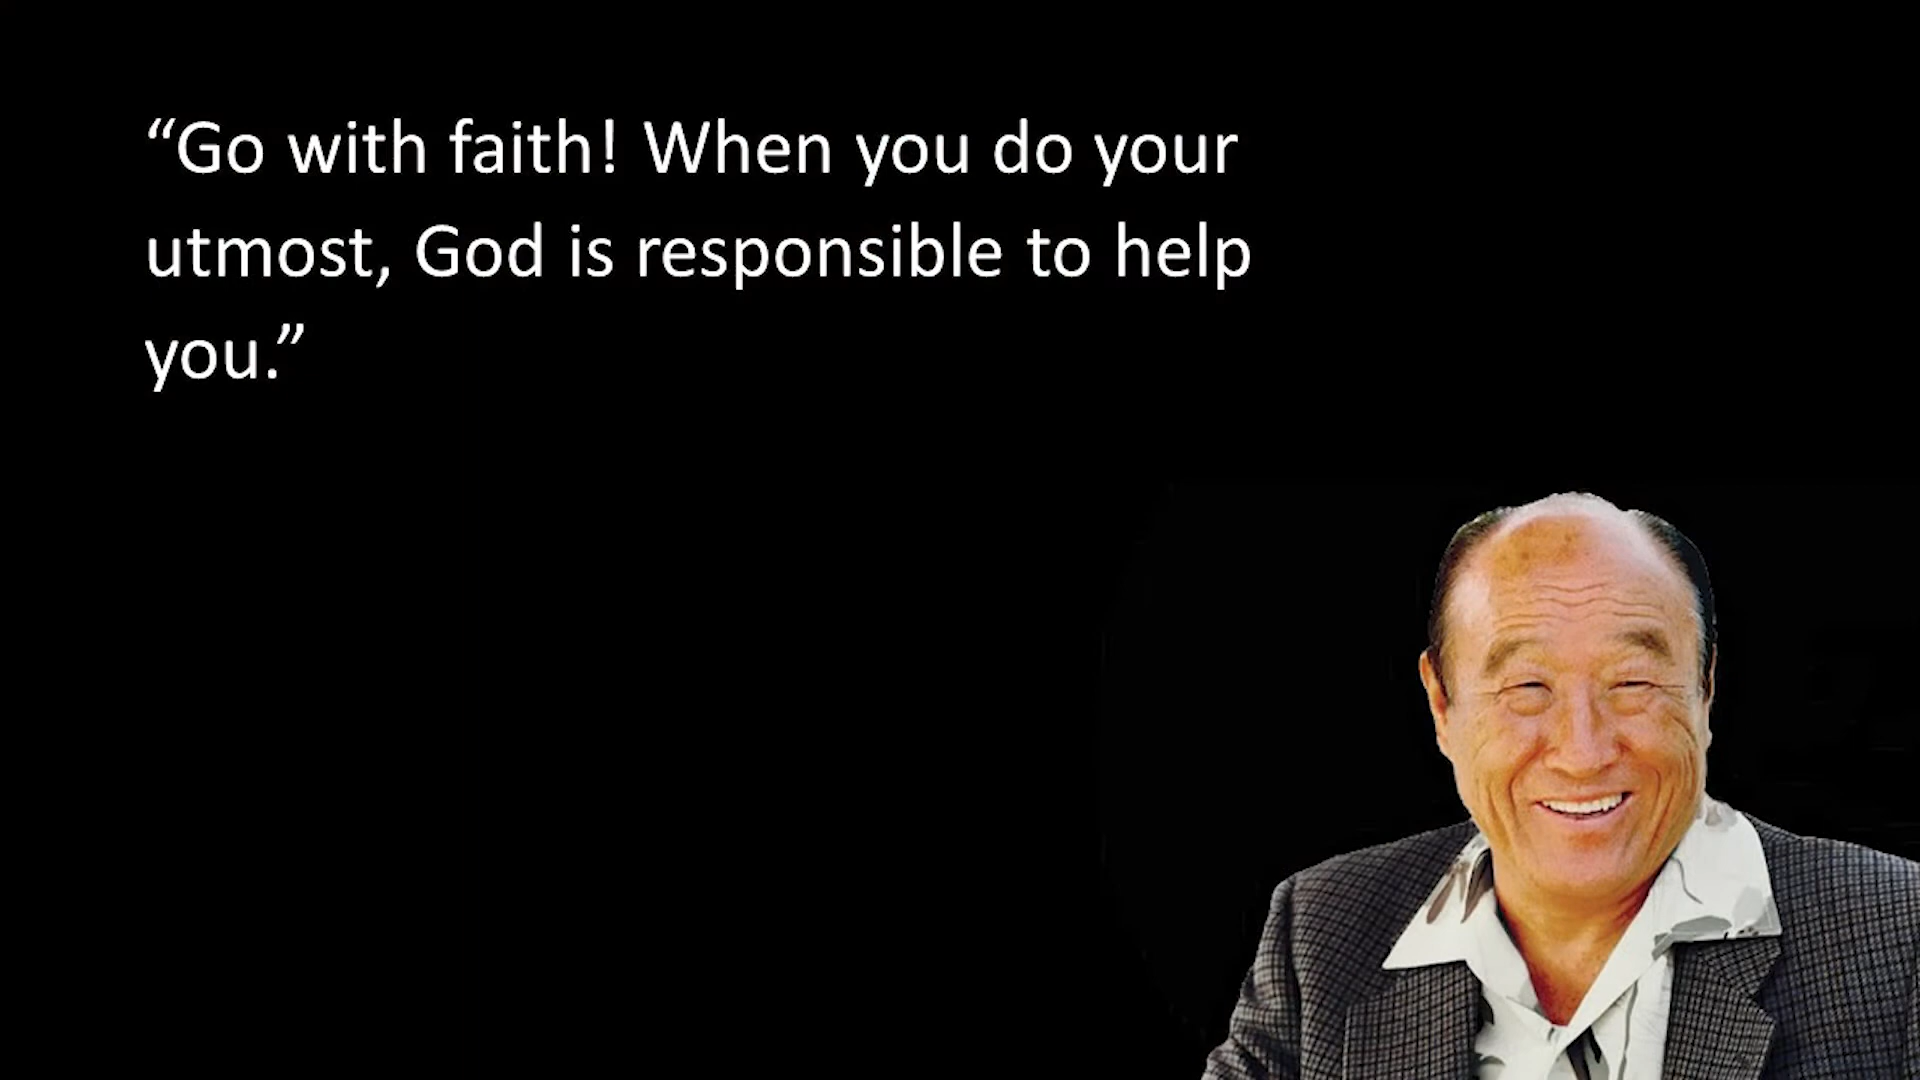 “Go with faith! When you do your
utmost, God is responsible to help
you.”